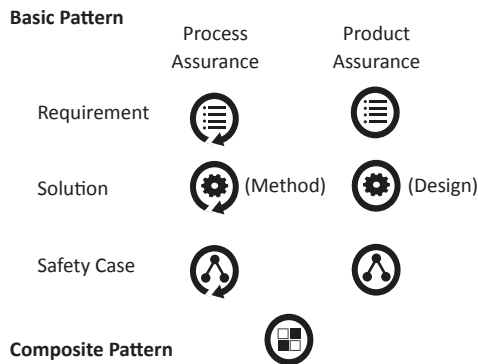 Basic Pattern
Process Assurance
Product Assurance
Requirement
Solution (Method) (Design)
Safety Case
Composite Pattern